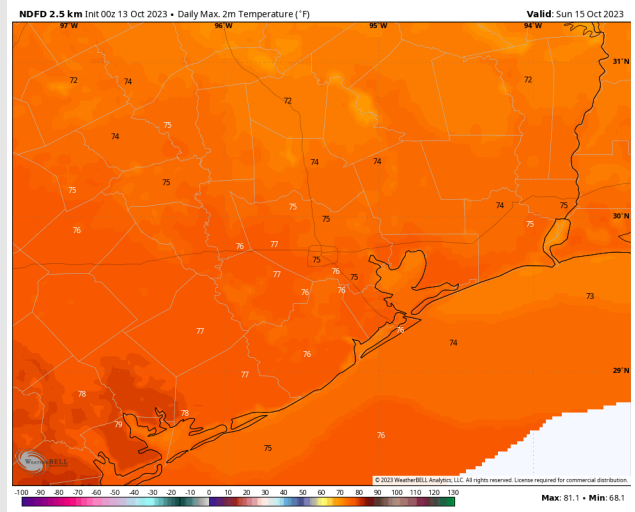 NDFD 2.5 km Init 00z 13 Oct 2023 • Daily Max. 2m Temperature (°F) Valid: Sun 15 Oct 2023
97°W 96°W 95°W 94°W
31°N
72 74 72
72
75
74 74 74
75 75
75 74 75
75 75 30°N
76 76 77
75
77 76 75
76 76 73
77 76 74
76 29°N
77
78
78
79
76
75
WEATHERBELL
© 2023 WeatherBELL Analytics, LLC. All rights reserved. License required for commercial distribution.
-100 -90 -80 -70 -60 -50 -40 -30 -20 -10 0 10 20 30 40 50 60 70 80 90 100 110 120 130
Max: 81.1 • Min: 68.1